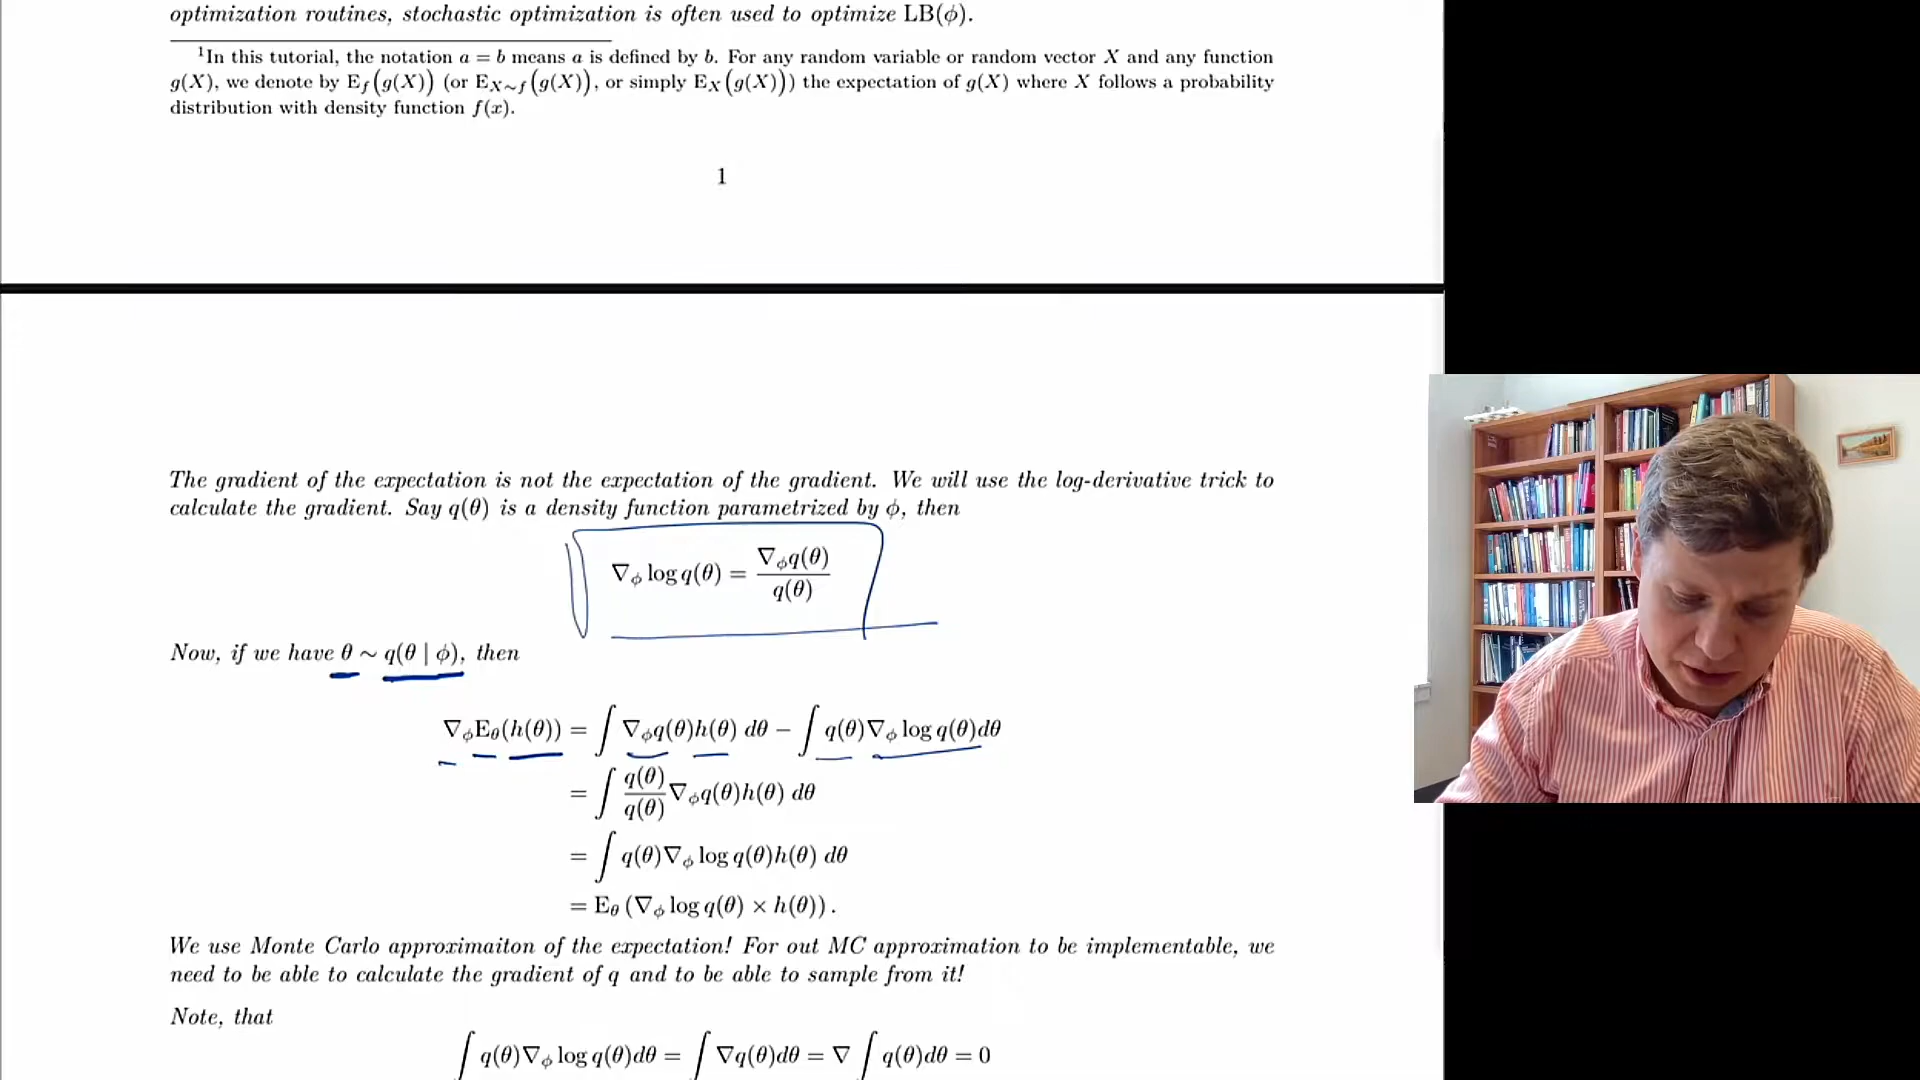 optimization routines, stochastic optimization is often used to optimize LB(ϕ).
¹In this tutorial, the notation a = b means a is defined by b. For any random variable or random vector X and any function
g(X), we denote by E_f(g(X)) (or E_{X∼f}(g(X)), or simply E_X(g(X))) the expectation of g(X) where X follows a probability
distribution with density function f(x).
1
The gradient of the expectation is not the expectation of the gradient. We will use the log-derivative trick to
calculate the gradient. Say q(θ) is a density function parametrized by ϕ, then
∇_ϕ log q(θ) = ∇_ϕ q(θ) / q(θ)
Now, if we have θ ∼ q(θ | ϕ), then
∇_ϕ E_θ(h(θ)) = ∫ ∇_ϕ q(θ)h(θ) dθ − ∫ q(θ)∇_ϕ log q(θ)dθ
= ∫ q(θ)/q(θ) ∇_ϕ q(θ)h(θ) dθ
= ∫ q(θ)∇_ϕ log q(θ)h(θ) dθ
= E_θ (∇_ϕ log q(θ) × h(θ)) .
We use Monte Carlo approximaiton of the expectation! For out MC approximation to be implementable, we
need to be able to calculate the gradient of q and to be able to sample from it!
Note, that
∫ q(θ)∇_ϕ log q(θ)dθ = ∫ ∇q(θ)dθ = ∇ ∫ q(θ)dθ = 0